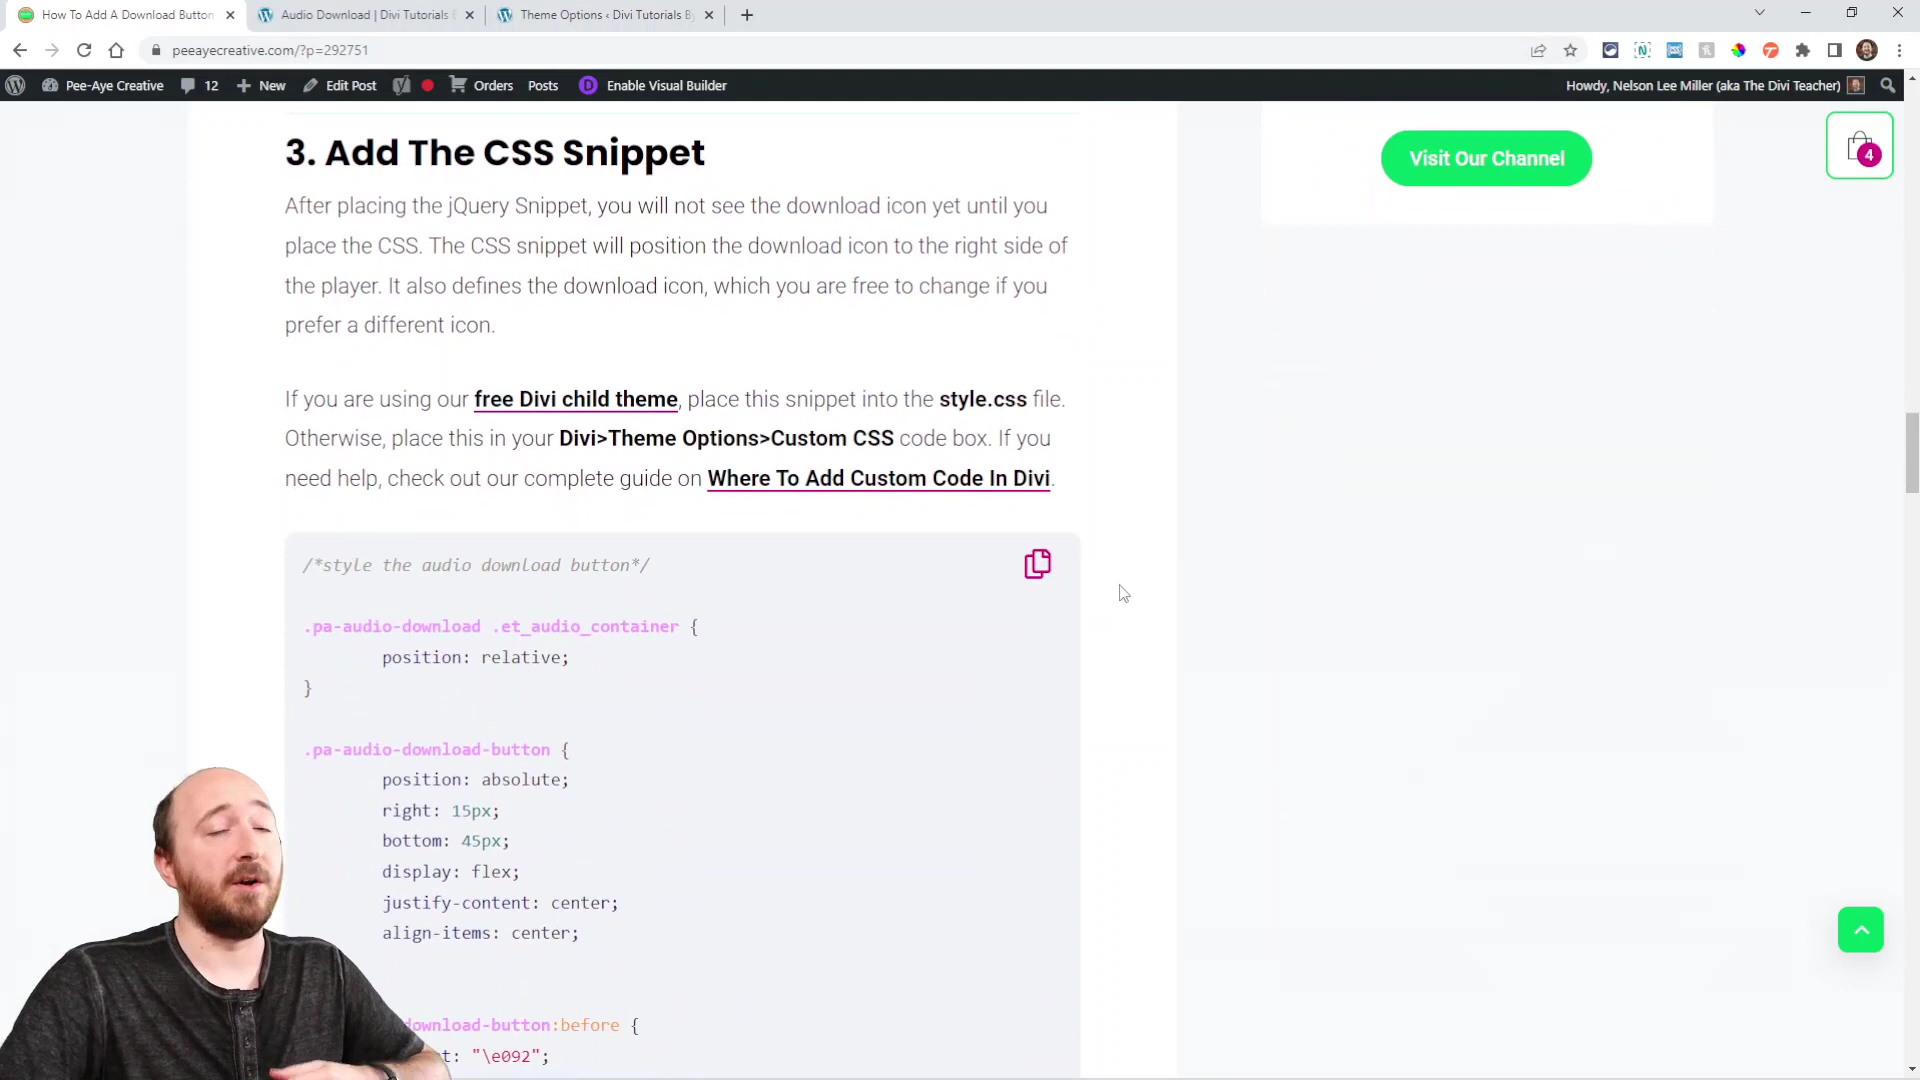 How To Add A Download Button
Audio Download | Divi Tutorials
Theme Options ‹ Divi Tutorials By
peeayecreative.com/?p=292751
Pee-Aye Creative
12
New
Edit Post
Orders
Posts
D
Enable Visual Builder
Howdy, Nelson Lee Miller (aka The Divi Teacher)
3. Add The CSS Snippet
After placing the jQuery Snippet, you will not see the download icon yet until you
place the CSS. The CSS snippet will position the download icon to the right side of
the player. It also defines the download icon, which you are free to change if you
prefer a different icon.
If you are using our free Divi child theme, place this snippet into the style.css file.
Otherwise, place this in your Divi>Theme Options>Custom CSS code box. If you
need help, check out our complete guide on Where To Add Custom Code In Divi.
/*style the audio download button*/
.pa-audio-download .et_audio_container {
position: relative;
}
.pa-audio-download-button {
position: absolute;
right: 15px;
bottom: 45px;
display: flex;
justify-content: center;
align-items: center;
download-button:before {
"\e092";
Visit Our Channel
4